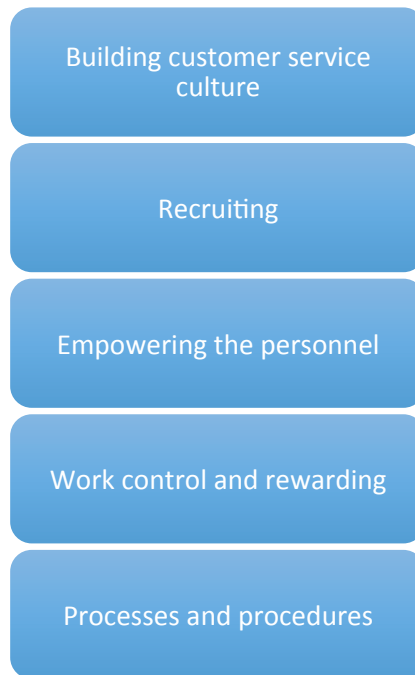 Building customer service
culture
Recruiting
Empowering the personnel
Work control and rewarding
Processes and procedures